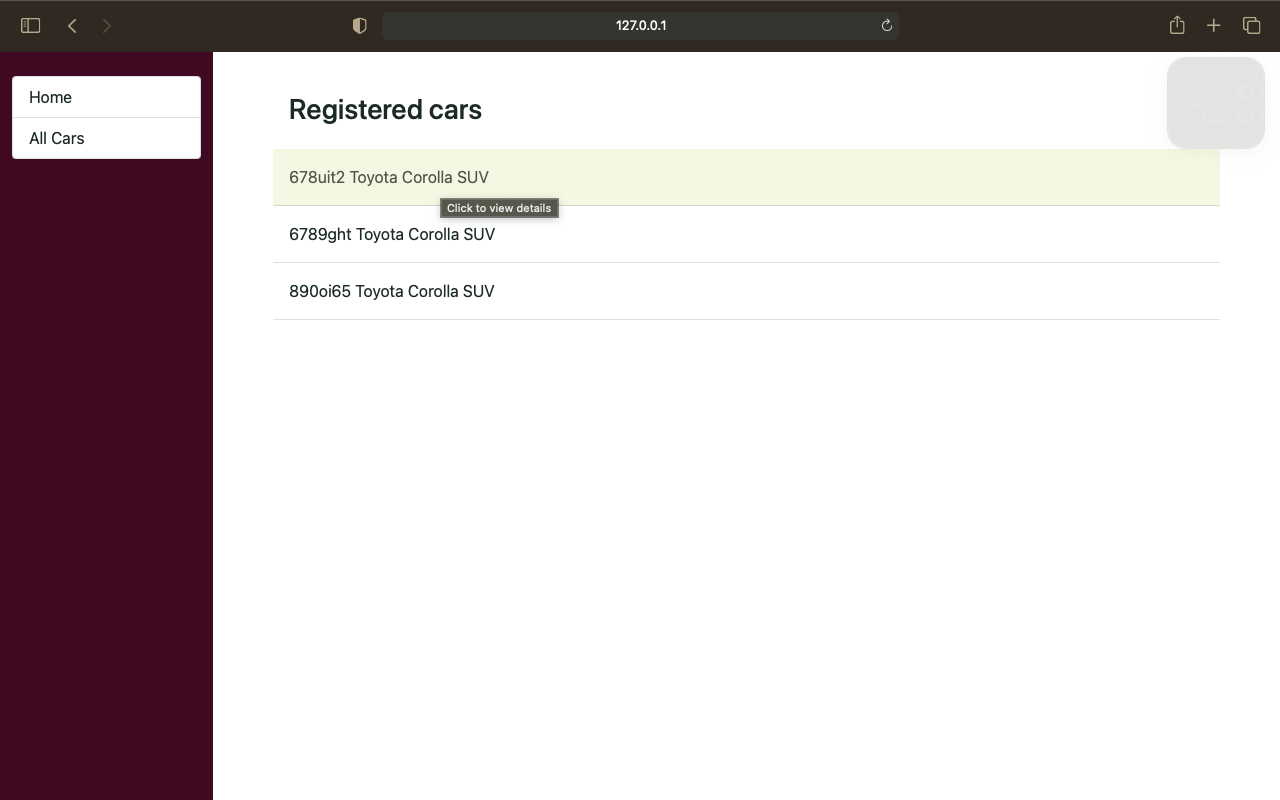 127.0.0.1
Home
All Cars
Registered cars
678uit2 Toyota Corolla SUV
Click to view details
6789ght Toyota Corolla SUV
890oi65 Toyota Corolla SUV